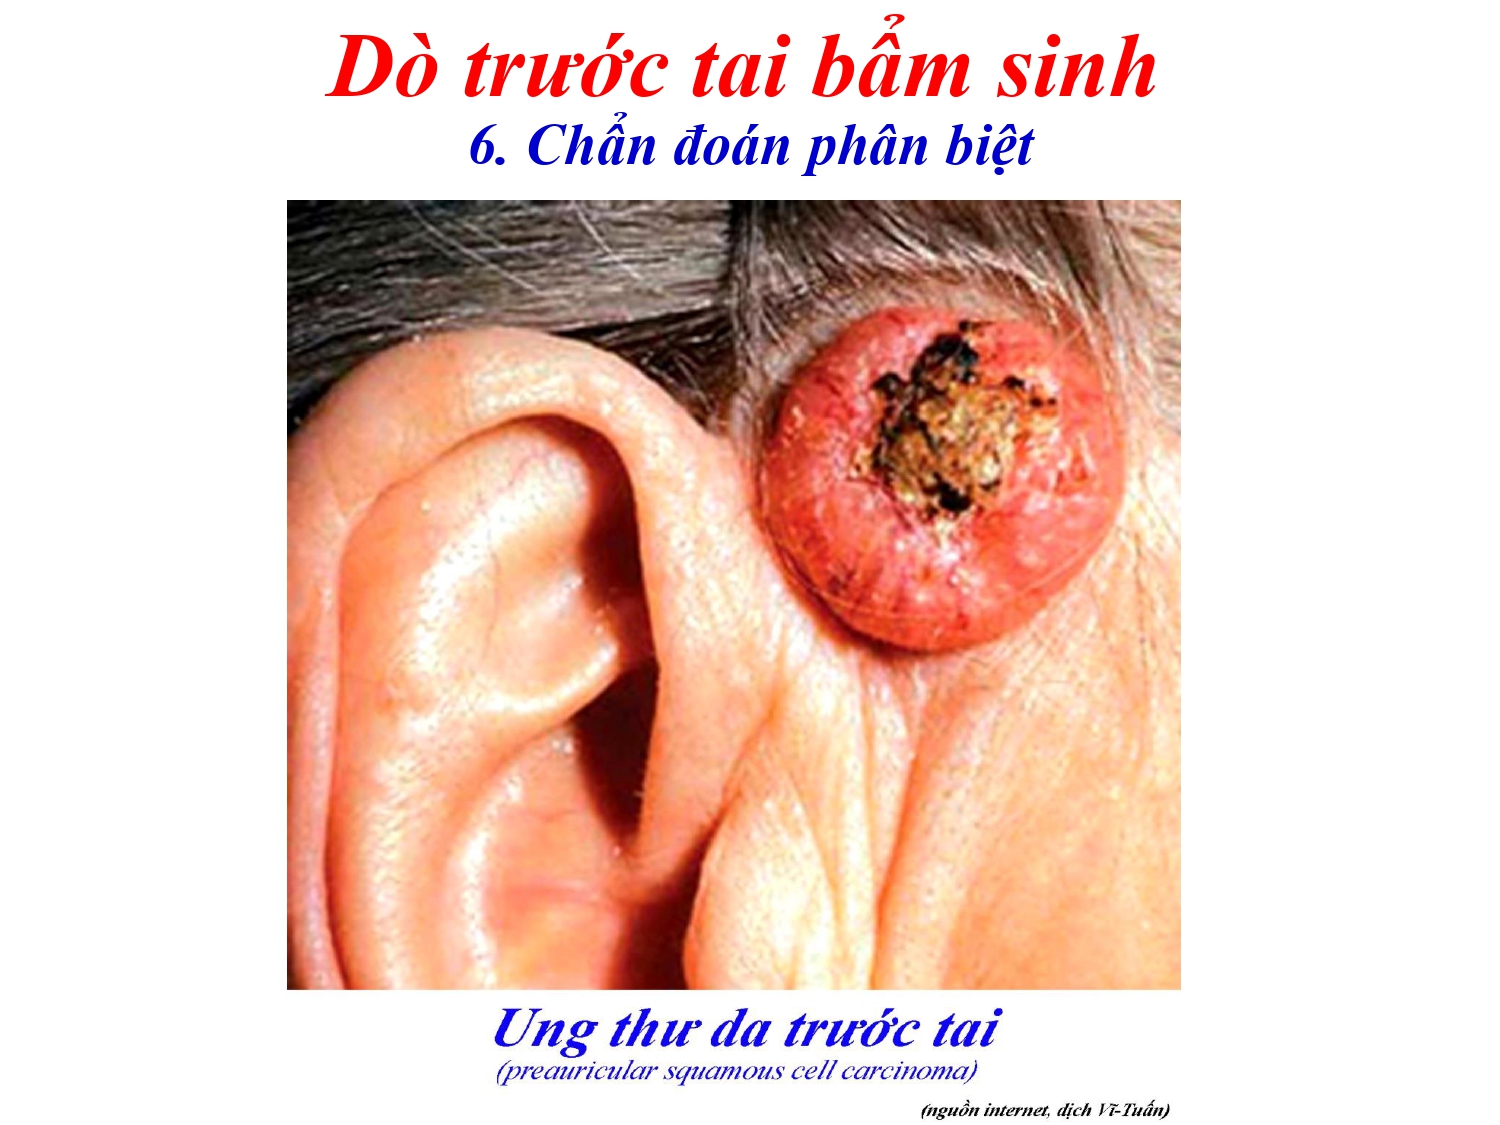 Dò trước tai bẩm sinh
6. Chẩn đoán phân biệt
Ung thư da trước tai
(preauricular squamous cell carcinoma)
(nguồn internet, dịch Vĩ-Tuấn)